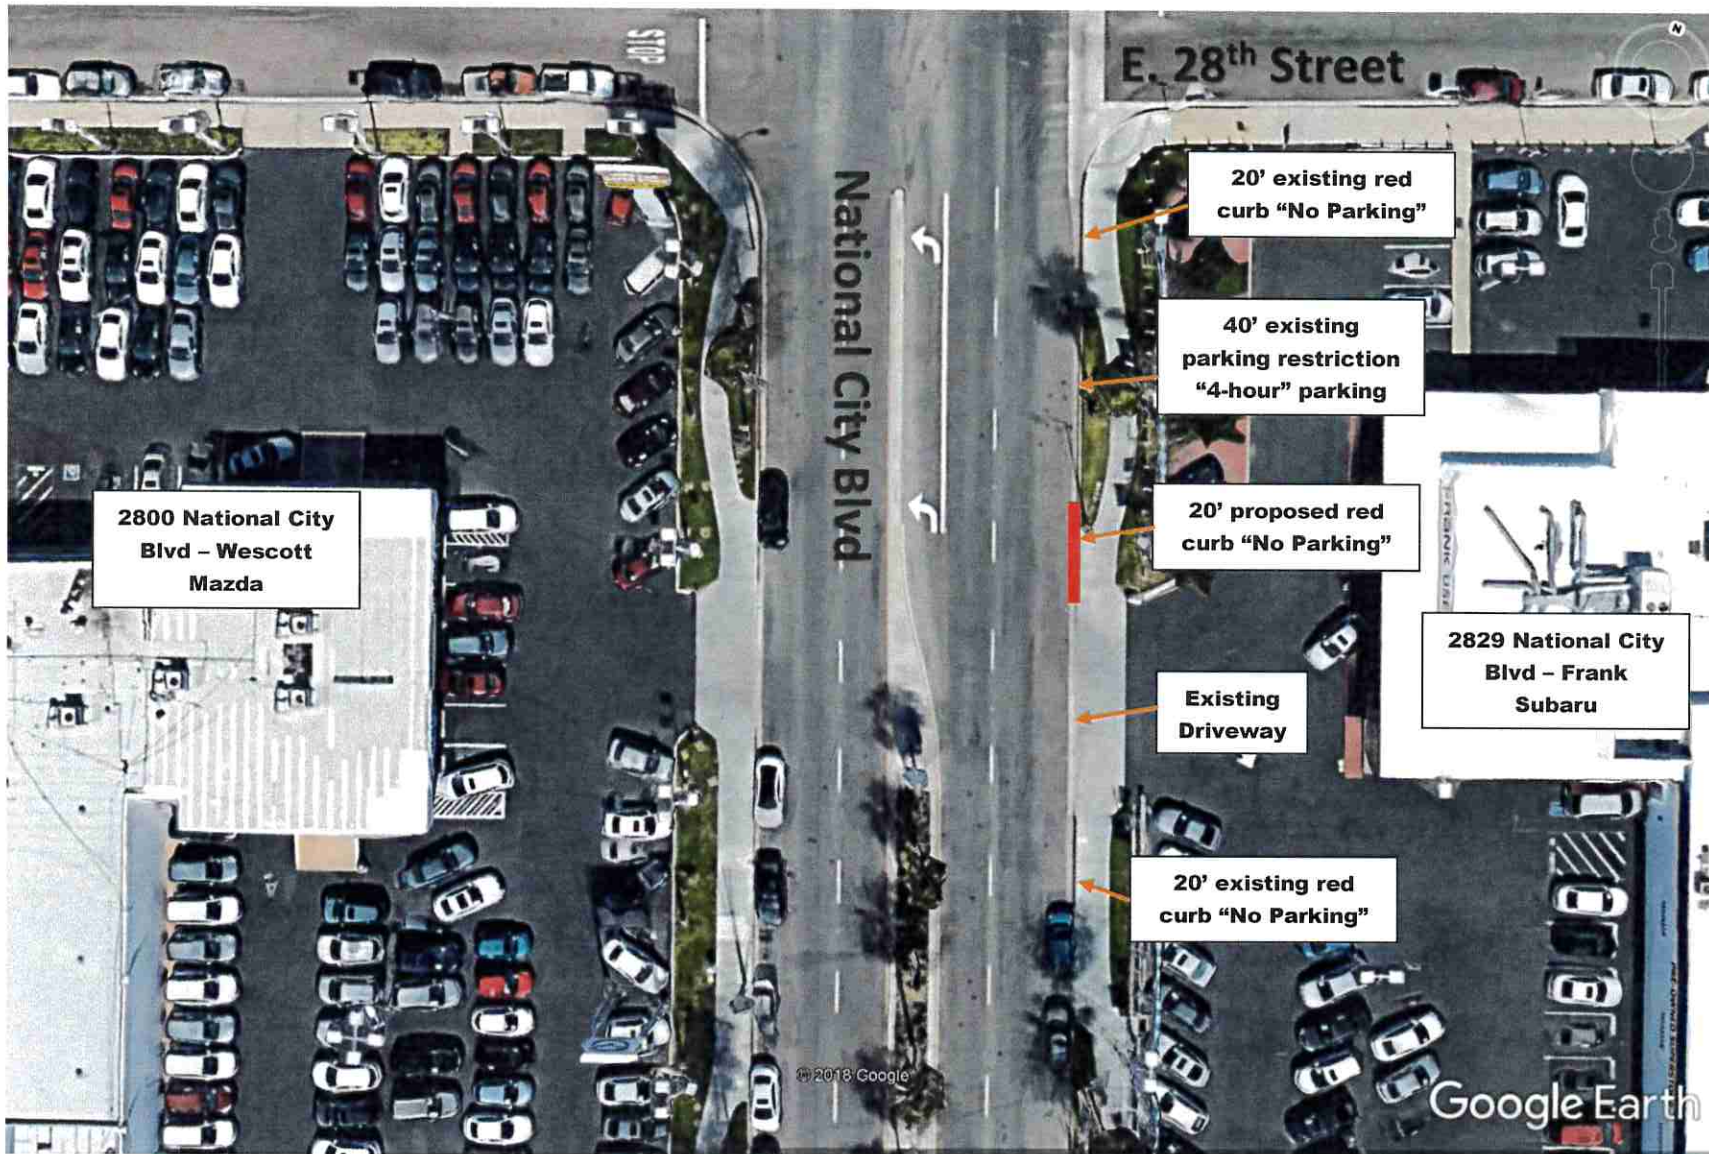 STOP
E. 28th Street
N
National City Blvd
20’ existing red
curb “No Parking”
40’ existing
parking restriction
“4-hour” parking
20’ proposed red
curb “No Parking”
2800 National City
Blvd – Wescott
Mazda
FRANK
2829 National City
Blvd – Frank
Subaru
Existing
Driveway
20’ existing red
curb “No Parking”
© 2018 Google
Google Earth